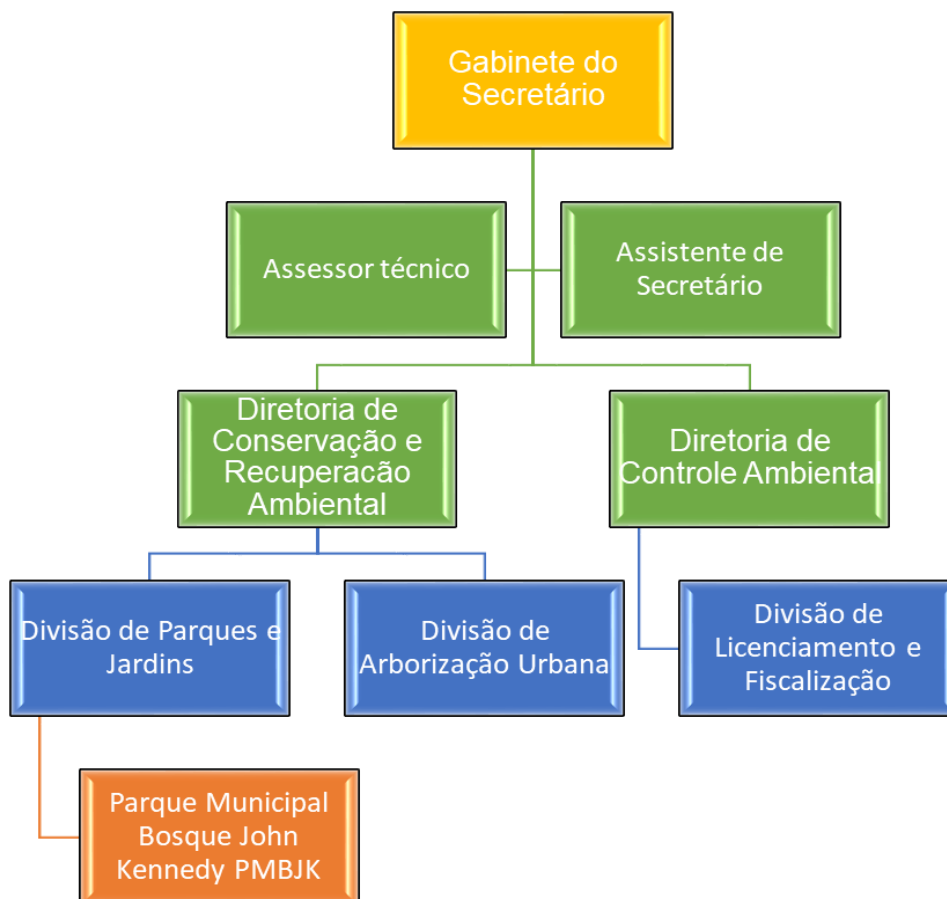 Gabinete do
Secretário
Assessor técnico
Assistente de
Secretário
Diretoria de
Conservação e
Recuperacão
Ambiental
Diretoria de
Controle Ambienta
Divisão de Parques e
Jardins
Divisão de
Arborização Urbana
Divisão de
Licenciamento e
Fiscalização
Parque Municipal
Bosque John
Kennedy PMBJK